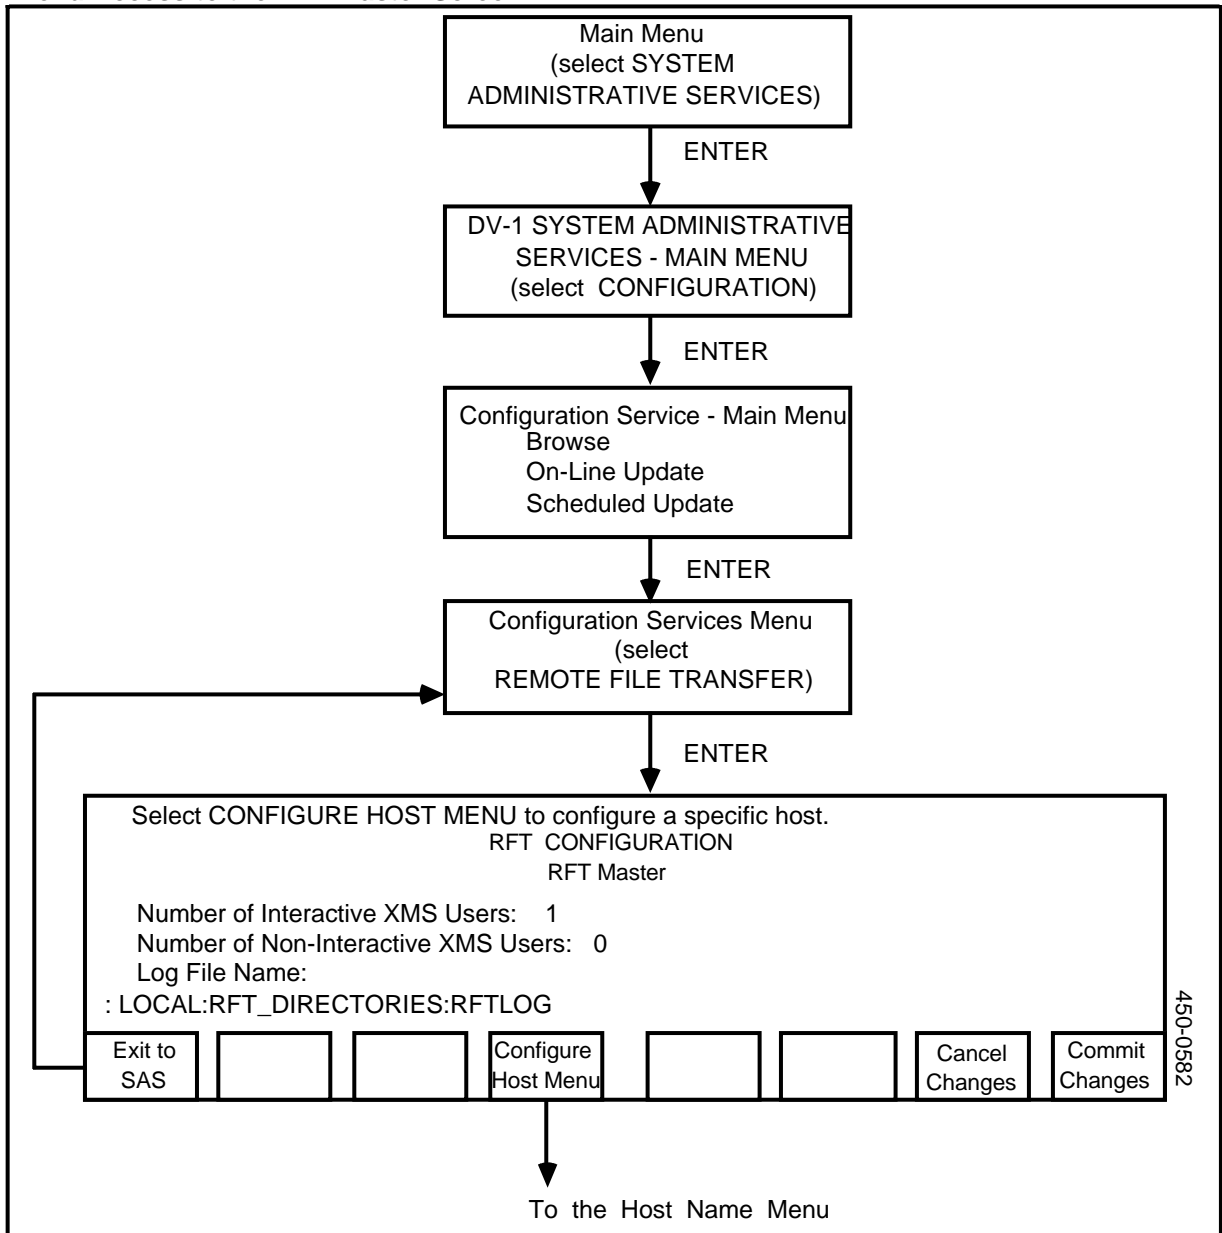 Main Menu
(select SYSTEM
ADMINISTRATIVE SERVICES)
ENTER
DV-1 SYSTEM ADMINISTRATIVE
SERVICES - MAIN MENU
(select CONFIGURATION)
ENTER
Configuration Service - Main Menu
Browse
On-Line Update
Scheduled Update
ENTER
Configuration Services Menu
(select
REMOTE FILE TRANSFER)
ENTER
Select CONFIGURE HOST MENU to configure a specific host.
RFT CONFIGURATION
RFT Master
Number of Interactive XMS Users: 1
Number of Non-Interactive XMS Users: 0
Log File Name:
: LOCAL:RFT_DIRECTORIES:RFTLOG
Exit to
SAS
Configure
Host Menu
Cancel
Changes
Commit
Changes
450-0582
To the Host Name Menu